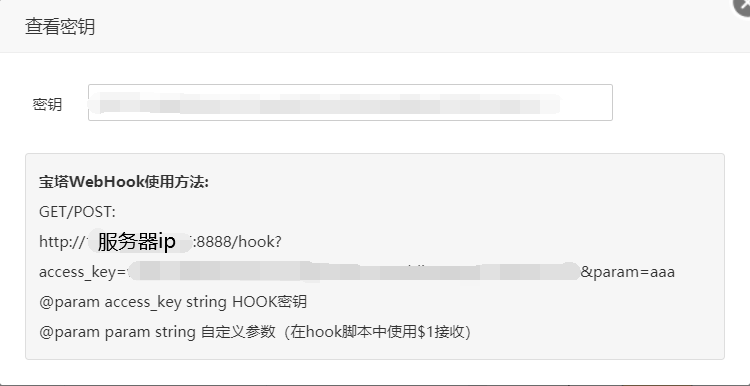 查看密钥
密钥
宝塔WebHook使用方法:
GET/POST:
http:// 服务器ip :8888/hook?
access_key= &param=aaa
@param access_key string HOOK密钥
@param param string 自定义参数（在hook脚本中使用$1接收）